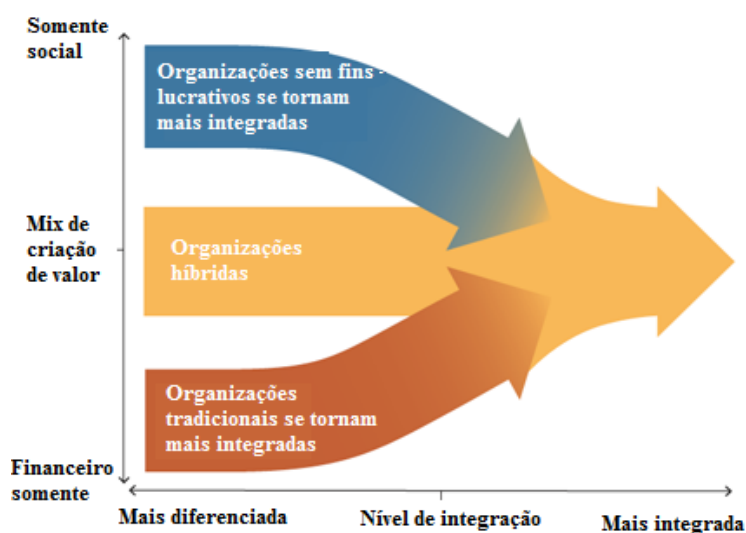 Somente
social
Organizações sem fins -
lucrativos se tornam
mais integradas
Mix de
criação
de valor
Organizações
híbridas
Organizações
tradicionais se tornam
mais integradas
Financeiro
somente
Mais diferenciada
Nível de integração
Mais integrada